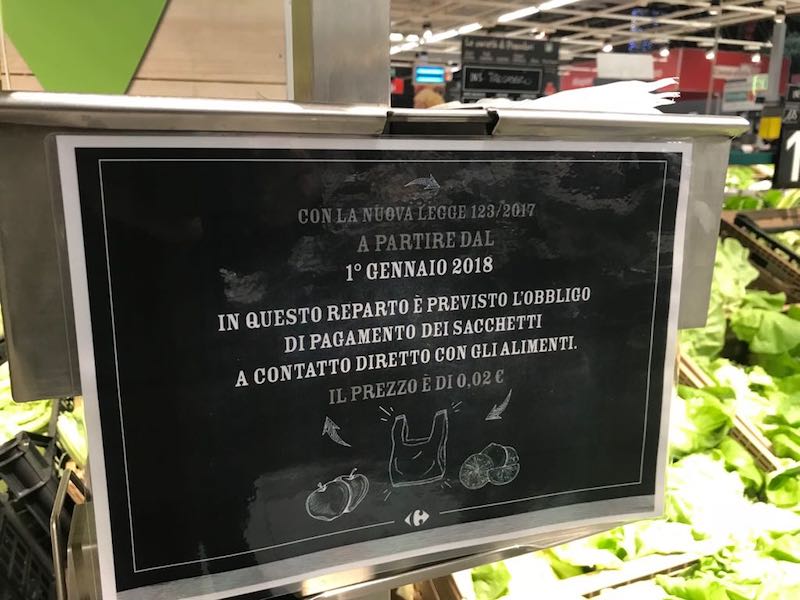 CON LA NUOVA LEGGE 123/2017
A PARTIRE DAL
1° GENNAIO 2018
IN QUESTO REPARTO È PREVISTO L'OBBLIGO
DI PAGAMENTO DEI SACCHETTI
A CONTATTO DIRETTO CON GLI ALIMENTI.
IL PREZZO È DI 0,02 €